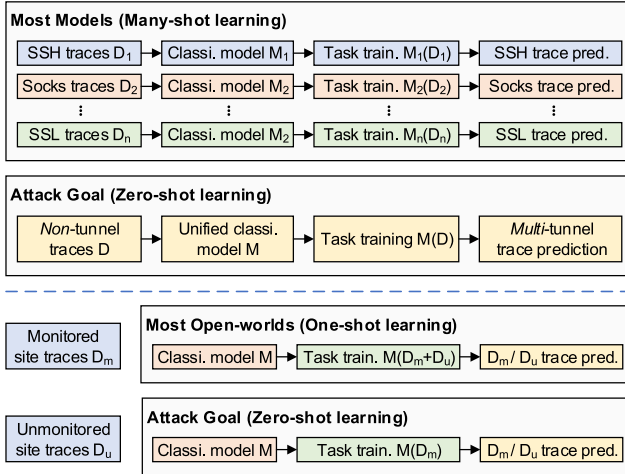 Most Models (Many-shot learning)
SSH traces D₁ Classi. model M₁ Task train. M₁(D₁) SSH trace pred.
Socks traces D₂ Classi. model M₂ Task train. M₂(D₂) Socks trace pred.
SSL traces Dₙ Classi. model M₂ Task train. Mₙ(Dₙ) SSL trace pred.
Attack Goal (Zero-shot learning)
Non-tunnel traces D
Unified classi. model M
Task training M(D)
Multi-tunnel trace prediction
Monitored site traces Dₘ
Most Open-worlds (One-shot learning)
Classi. model M Task train. M(Dₘ+Dᵤ) Dₘ / Dᵤ trace pred.
Unmonitored site traces Dᵤ
Attack Goal (Zero-shot learning)
Classi. model M Task train. M(Dₘ) Dₘ / Dᵤ trace pred.